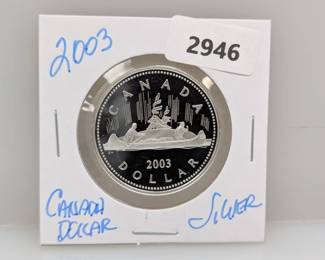 2003
2946
CANADA
2003
DOLLAR
CANADA
DOLLAR
SILVER